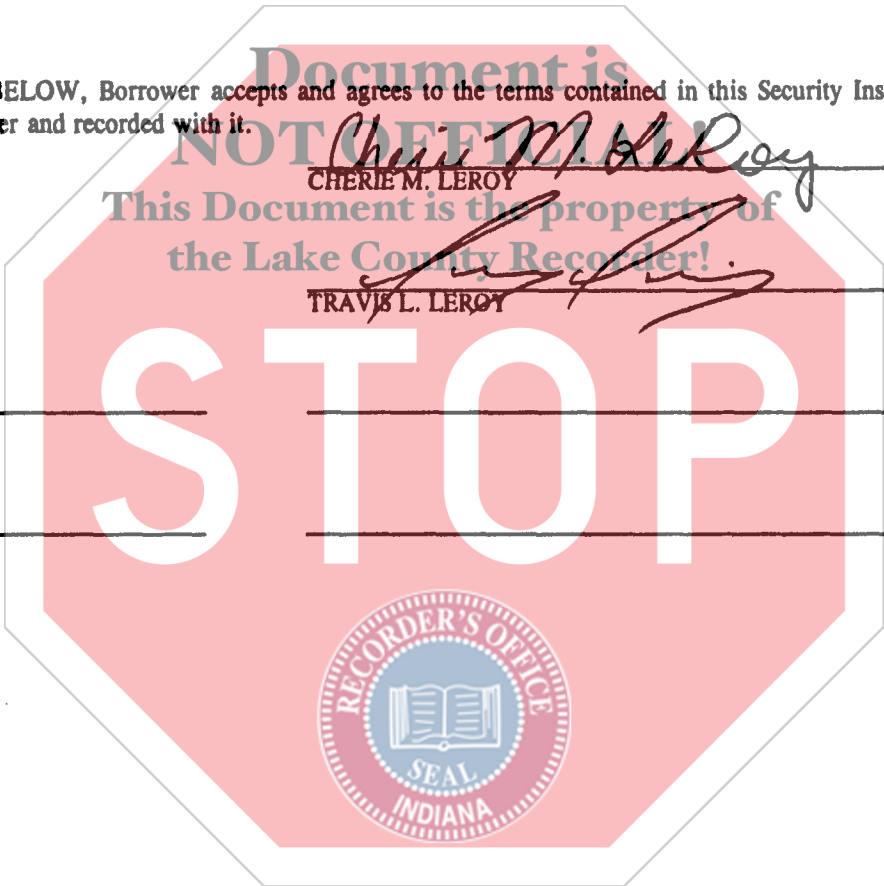 Document is
BELOW, Borrower accepts and agrees to the terms contained in this Security Ins
er and recorded with it.
NOT OFFICIAL!
Cherie M. LeRoy
CHERIE M. LEROY
This Document is the property of
the Lake County Recorder!
TRAVIS L. LEROY
STOP
RECORDER'S OFFICE
SEAL
INDIANA